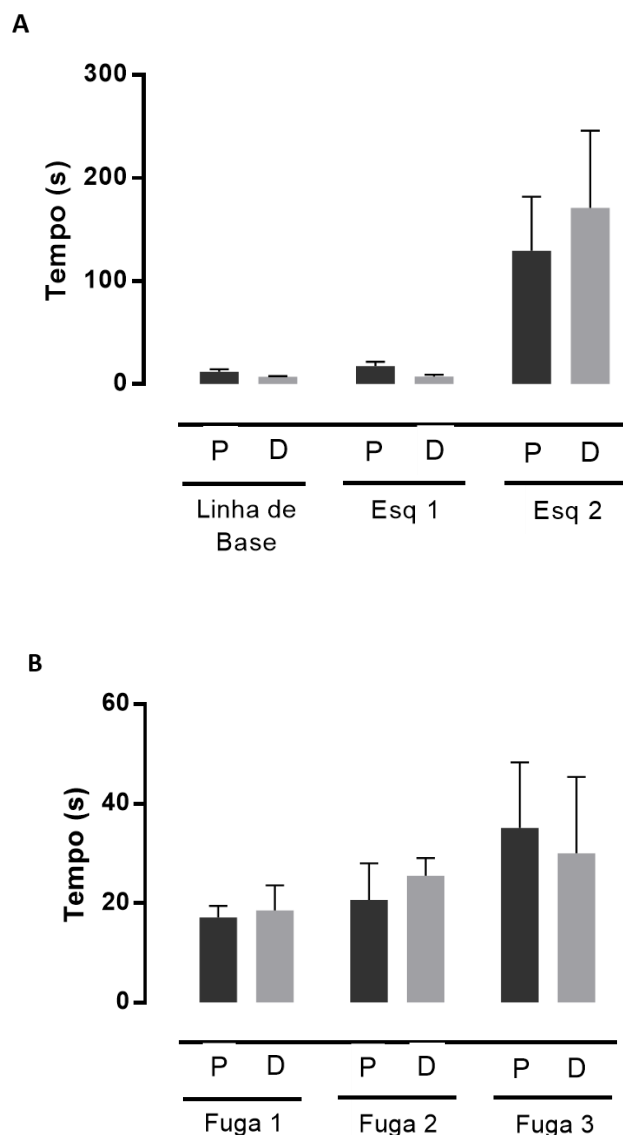 A
Tempo (s)
300
200
100
0
P D P D P D
Linha de Base Esq 1 Esq 2
B
Tempo (s)
60
40
20
0
P D P D P D
Fuga 1 Fuga 2 Fuga 3